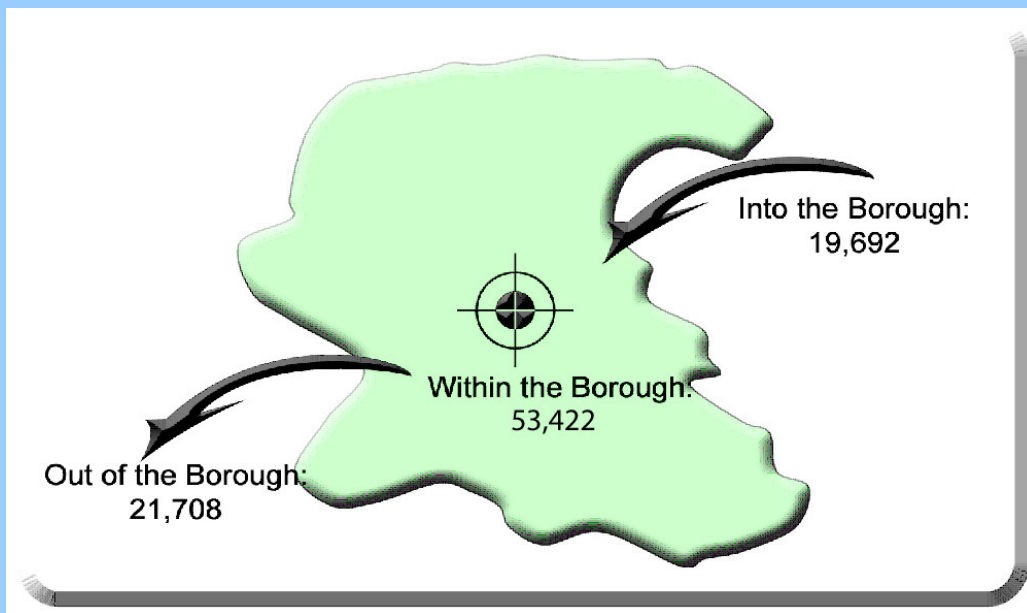 Into the Borough:
19,692
Within the Borough:
53,422
Out of the Borough:
21,708